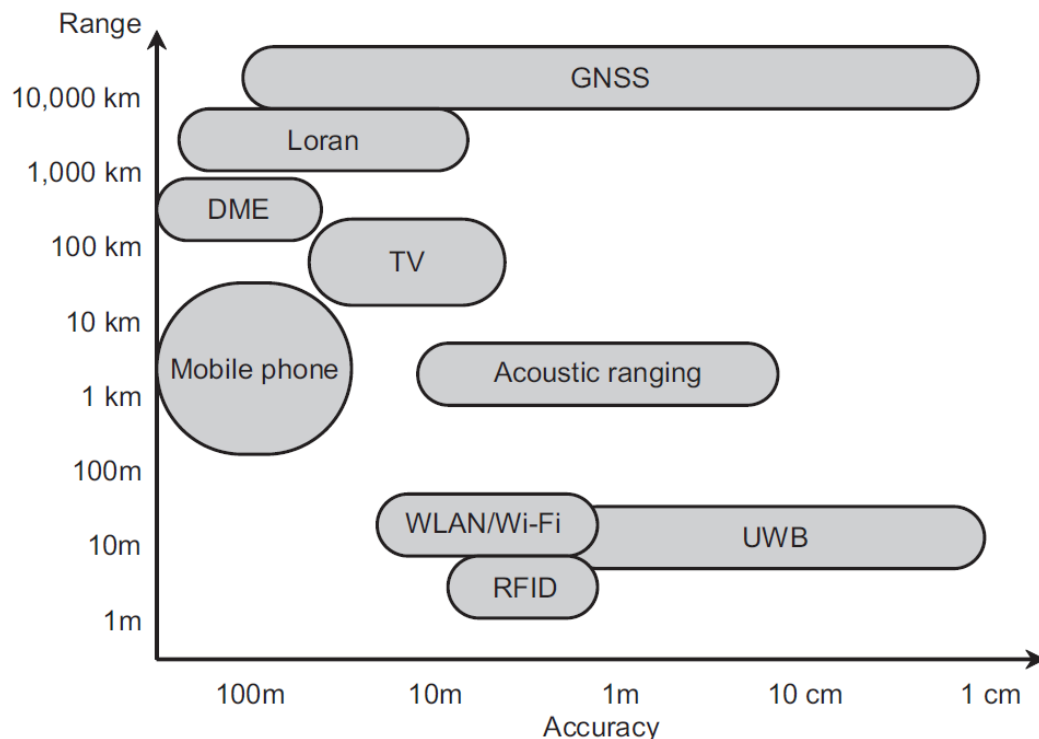 Range
GNSS
10,000 km
Loran
1,000 km
DME
100 km
TV
10 km
Mobile phone
Acoustic ranging
1 km
100m
WLAN/Wi-Fi
UWB
10m
RFID
1m
100m 10m 1m 10 cm 1 cm
Accuracy